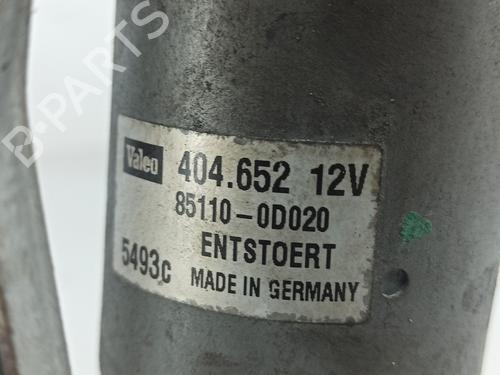 B-PARTS
Valeo 404.652 12V
85110-0D020
ENTSTOERT
5493c MADE IN GERMANY